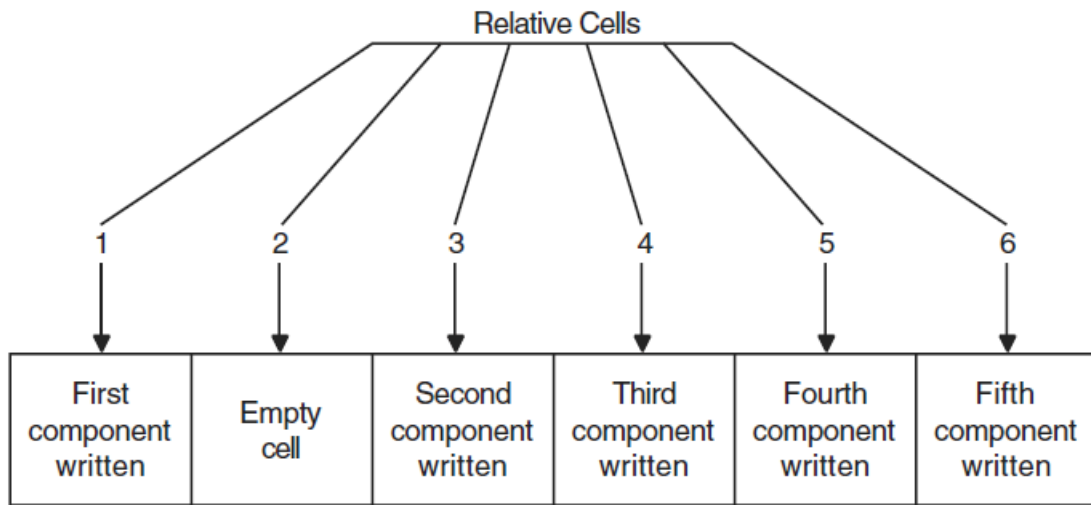 Relative Cells
1 2 3 4 5 6
First
component
written
Empty
cell
Second
component
written
Third
component
written
Fourth
component
written
Fifth
component
written